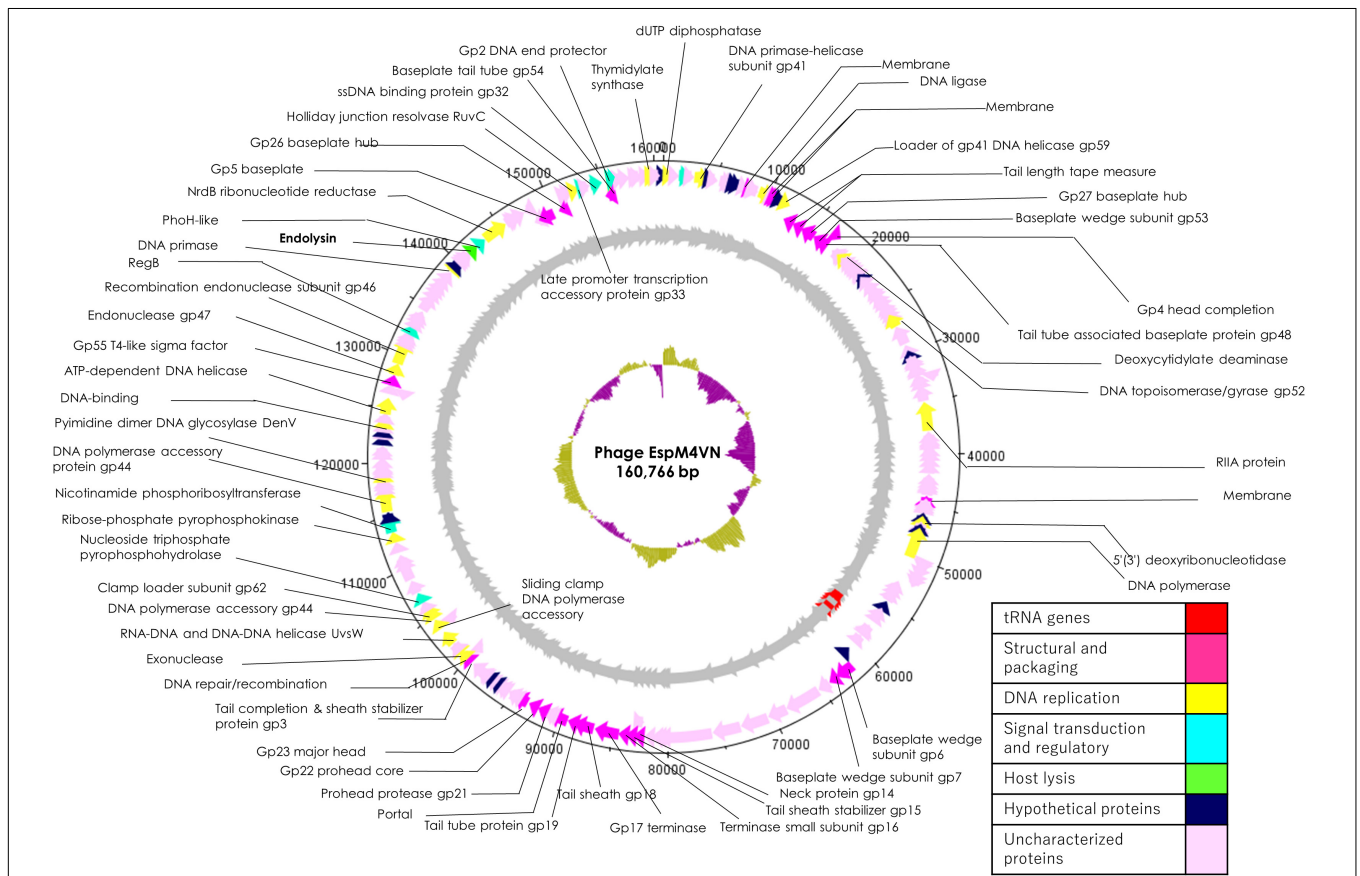 dUTP diphosphatase
Gp2 DNA end protector
DNA primase-helicase
subunit gp41
Baseplate tail tube gp54
Thymidylate
synthase
Membrane
DNA ligase
ssDNA binding protein gp32
Membrane
Holliday junction resolvase RuvC
Gp26 baseplate hub
Loader of gp41 DNA helicase gp59
Gp5 baseplate
Tail length tape measure
NrdB ribonucleotide reductase
Gp27 baseplate hub
PhoH-like
Baseplate wedge subunit gp53
Endolysin
DNA primase
RegB
Late promoter transcription
accessory protein gp33
Recombination endonuclease subunit gp46
Gp4 head completion
Endonuclease gp47
Tail tube associated baseplate protein gp48
Gp55 T4-like sigma factor
Deoxycytidylate deaminase
ATP-dependent DNA helicase
DNA topoisomerase/gyrase gp52
DNA-binding
Pyimidine dimer DNA glycosylase DenV
DNA polymerase accessory
protein gp44
Phage EspM4VN
160,766 bp
RIIA protein
Nicotinamide phosphoribosyltransferase
Membrane
Ribose-phosphate pyrophosphokinase
Nucleoside triphosphate
pyrophosphohydrolase
5'(3') deoxyribonucleotidase
DNA polymerase
Clamp loader subunit gp62
Sliding clamp
DNA polymerase
accessory
DNA polymerase accessory gp44
RNA-DNA and DNA-DNA helicase UvsW
Exonuclease
DNA repair/recombination
Tail completion & sheath stabilizer
protein gp3
Gp23 major head
Gp22 prohead core
Prohead protease gp21
Portal
Tail tube protein gp19
Tail sheath gp18
Gp17 terminase
Terminase small subunit gp16
Tail sheath stabilizer gp15
Neck protein gp14
Baseplate wedge subunit gp7
Baseplate wedge
subunit gp6
0
10000
20000
30000
40000
50000
60000
70000
80000
90000
100000
110000
120000
130000
140000
150000
160000
tRNA genes
Structural and
packaging
DNA replication
Signal transduction
and regulatory
Host lysis
Hypothetical proteins
Uncharacterized
proteins